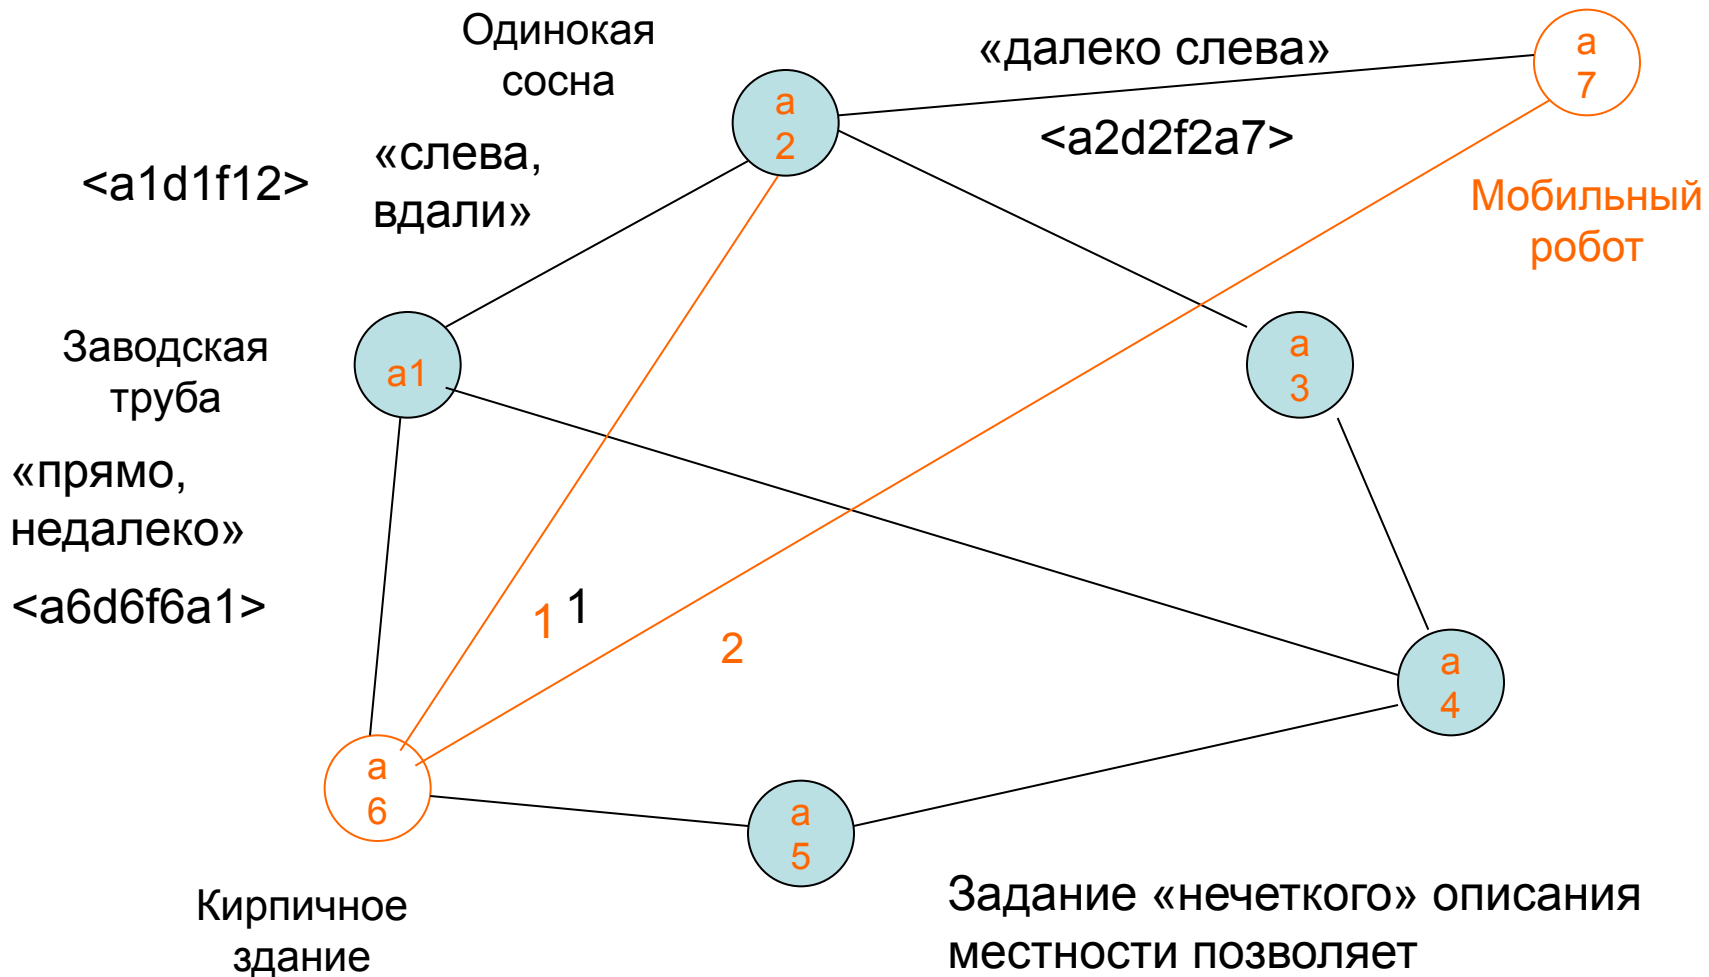 Одинокая
сосна
«далеко слева»
а
7
а
2
<a2d2f2a7>
«слева,
вдали»
<a1d1f12>
Мобильный
робот
Заводская
труба
а1
а
3
«прямо,
недалеко»
<a6d6f6a1>
1
1
2
а
4
а
6
а
5
Кирпичное
здание
Задание «нечеткого» описания
местности позволяет